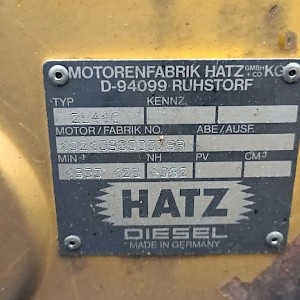 MOTORENFABRIK HATZ GMBH + CO KG
D-94099 RUHSTORF
TYP KENNZ.
MOTOR / FABRIK NO. ABE / AUSF.
MIN⁻¹ NH PV CM³
HATZ
DIESEL
MADE IN GERMANY